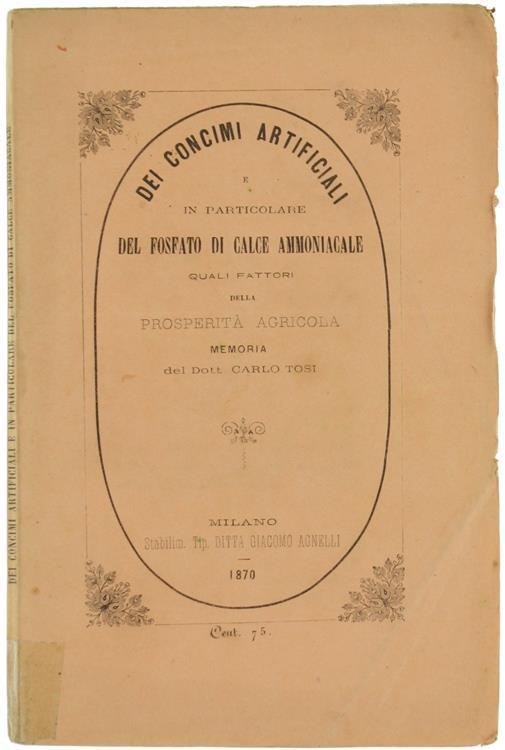 DEI CONCIMI ARTIFICIALI
E
IN PARTICOLARE
DEL FOSFATO DI CALCE AMMONIACALE
QUALI FATTORI
DELLA
PROSPERITÀ AGRICOLA
MEMORIA
del Dott. CARLO TOSI
MILANO
Stabilim. Tip. DITTA GIACOMO AGNELLI
1870
Cent. 75.
DEI CONCIMI ARTIFICIALI E IN PARTICOLARE DEL FOSFATO DI CALCE AMMONIACALE